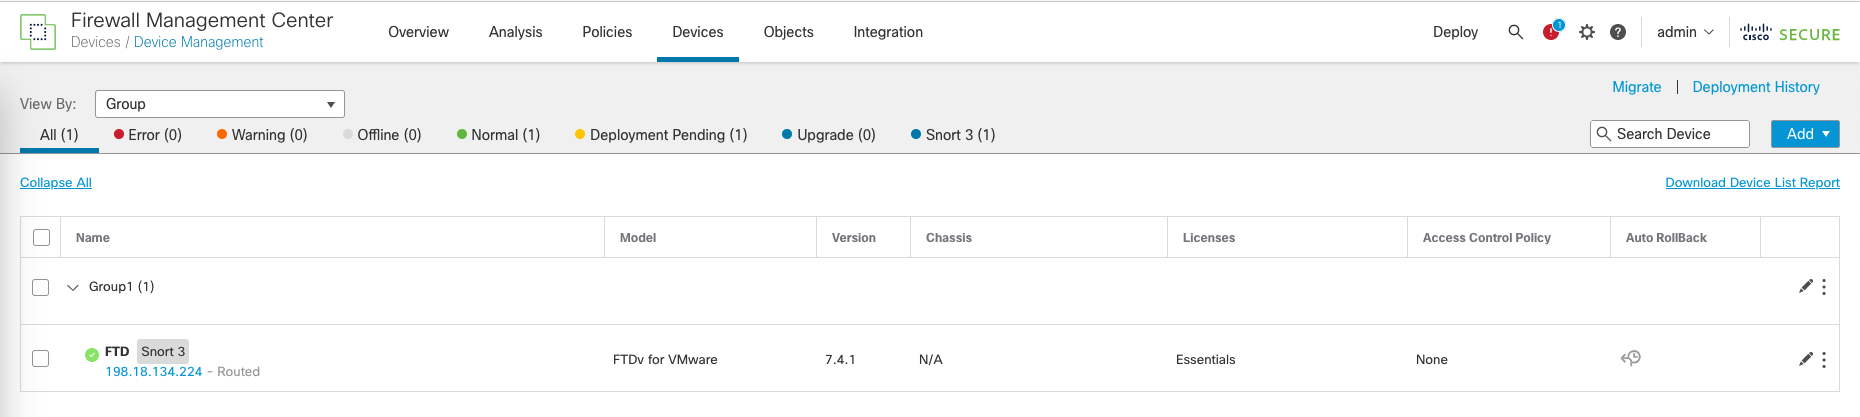 Firewall Management Center
Devices / Device Management
Overview Analysis Policies Devices Objects Integration
Deploy 1 admin cisco SECURE
Migrate | Deployment History
View By: Group
All (1) Error (0) Warning (0) Offline (0) Normal (1) Deployment Pending (1) Upgrade (0) Snort 3 (1)
Search Device Add
Collapse All Download Device List Report
Name Model Version Chassis Licenses Access Control Policy Auto RollBack
Group1 (1)
FTD Snort 3
198.18.134.224 - Routed
FTDv for VMware 7.4.1 N/A Essentials None